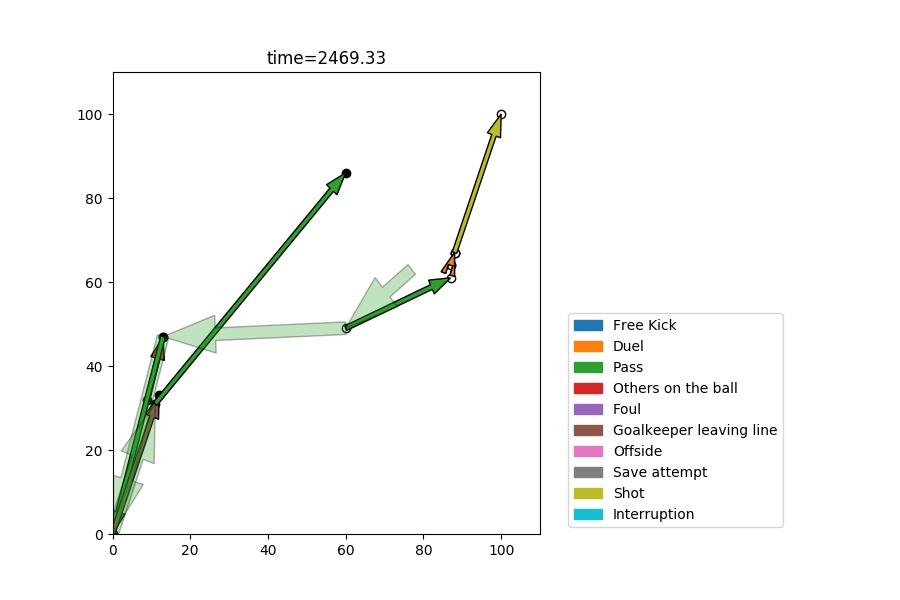 time=2469.33
100
80
60
40
20
0
0 20 40 60 80 100
Free Kick
Duel
Pass
Others on the ball
Foul
Goalkeeper leaving line
Offside
Save attempt
Shot
Interruption